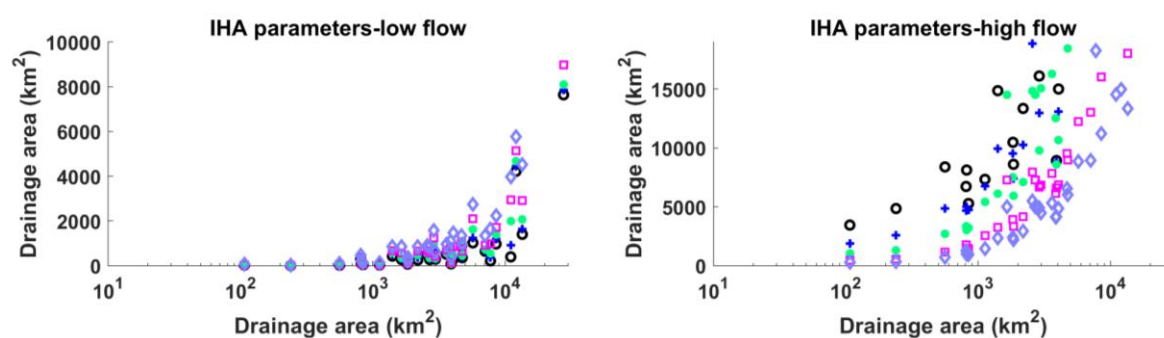 IHA parameters-low flow
Drainage area (km²)
10000
8000
6000
4000
2000
0
10¹ 10² 10³ 10⁴
Drainage area (km²)
IHA parameters-high flow
Drainage area (km²)
15000
10000
5000
0
10¹ 10² 10³ 10⁴
Drainage area (km²)